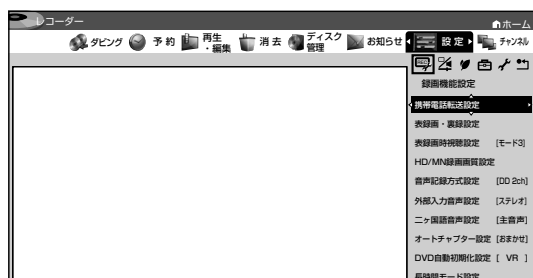 レコーダー
ホーム
ダビング 予約 再生・編集 消去 ディスク管理 お知らせ 設定 チャンネル
録画機能設定
携帯電話転送設定
表録画・裏録設定
表録画時視聴設定 [モード3]
HD/MN録画画質設定
音声記録方式設定 [DD 2ch]
外部入力音声設定 [ステレオ]
二ヶ国語音声設定 [主音声]
オートチャプター設定 [おまかせ]
DVD自動初期化設定 [ VR ]
長時間モード設定